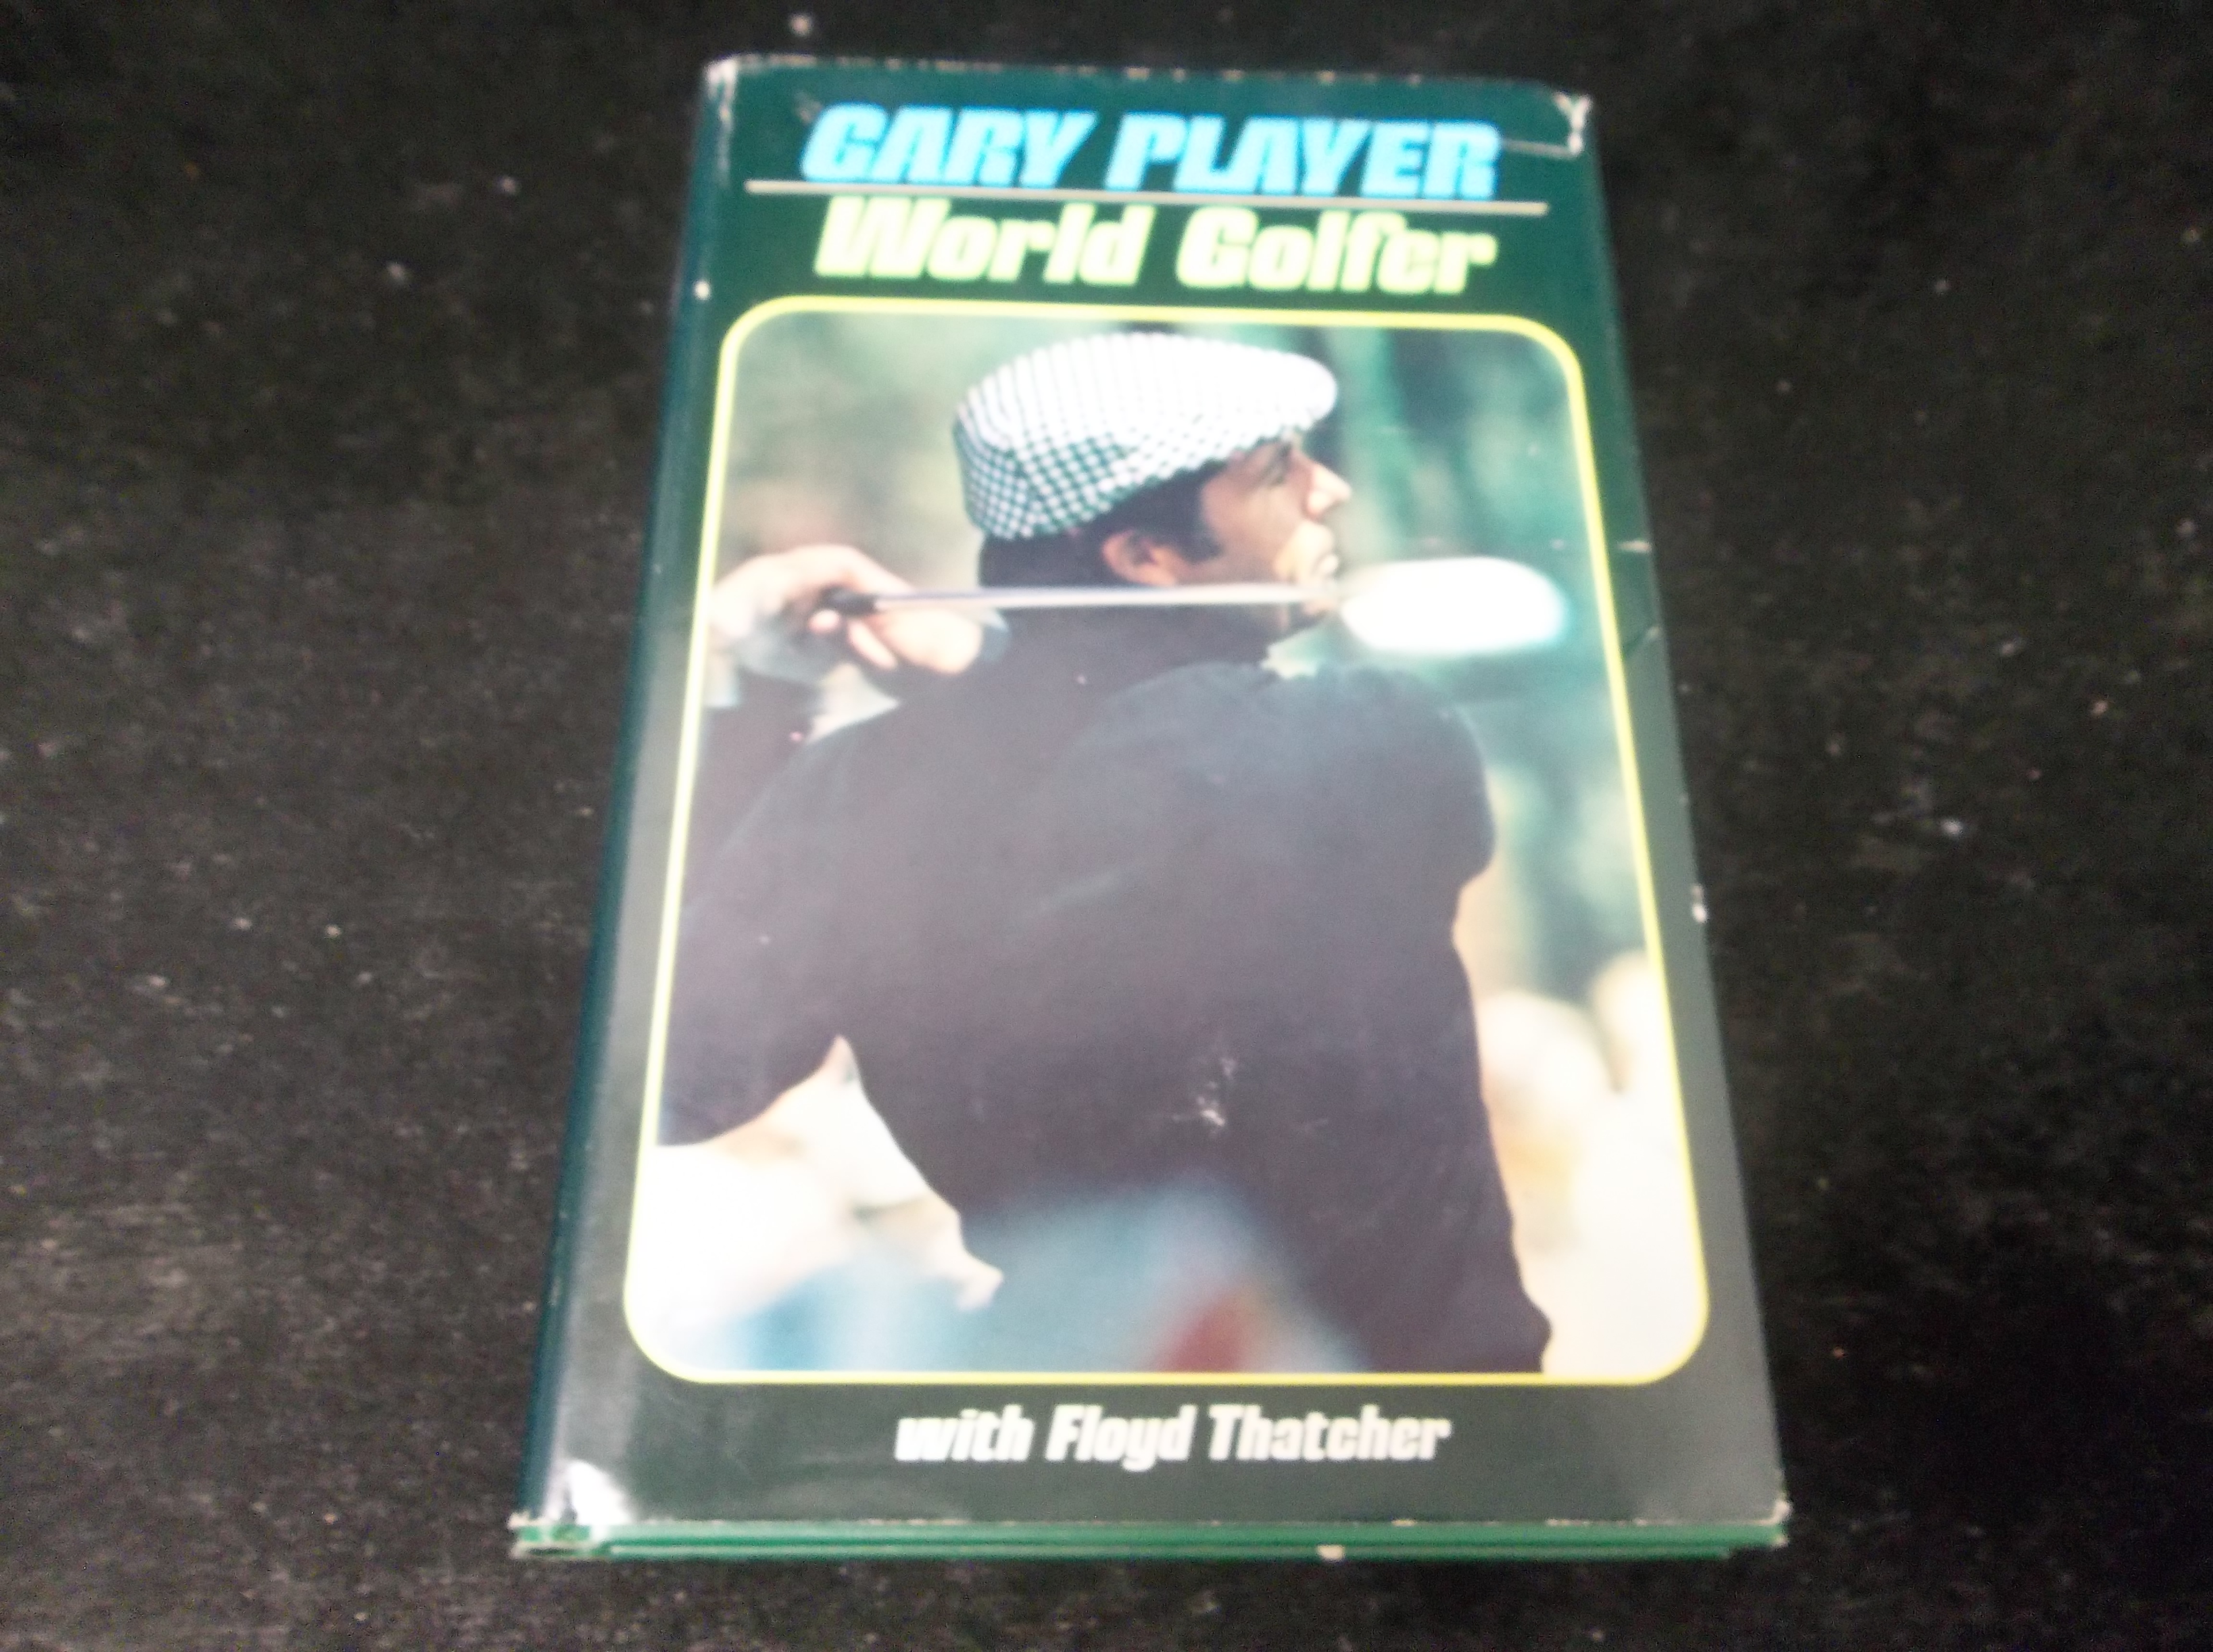 GARY PLAYER
World Golfer
with Floyd Thatcher